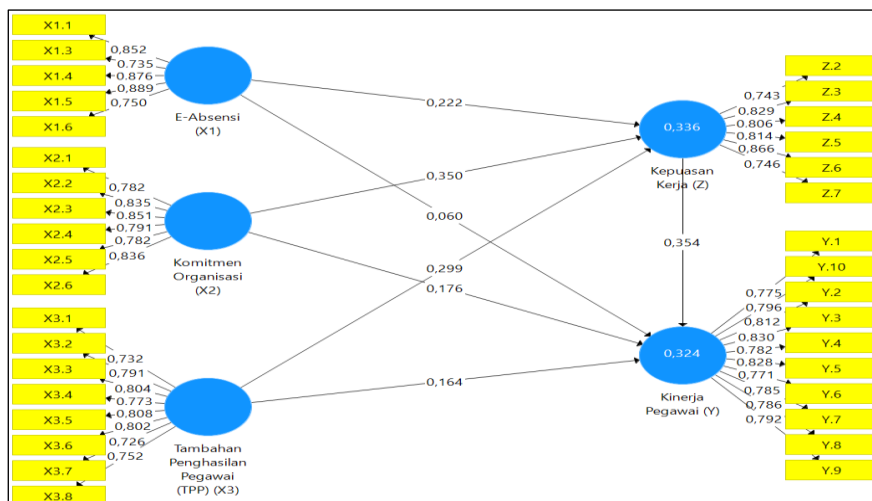 X1.1
X1.3
X1.4
X1.5
X1.6
0,852
0.735
0.876
0.889
0,750
E-Absensi
(X1)
X2.1
X2.2
X2.3
X2.4
X2.5
X2.6
0,782
0.835
0.851
0.791
0,782
0,836
Komitmen
Organisasi
(X2)
X3.1
X3.2
X3.3
X3.4
X3.5
X3.6
X3.7
X3.8
0,732
0,791
0.804
0.773
0.808
0.802
0,726
0,752
Tambahan
Penghasilan
Pegawai
(TPP) (X3)
0,222
0,350
0,060
0,299
0,176
0,164
0,354
0,336
Kepuasan
Kerja (Z)
0,743
0.829
0.806
0.814
0,866
0,746
Z.2
Z.3
Z.4
Z.5
Z.6
Z.7
0,324
Kinerja
Pegawai (Y)
0,775
0,796
0,812
0.830
0.782
0.828
0.771
0,785
0,786
0,792
Y.1
Y.10
Y.2
Y.3
Y.4
Y.5
Y.6
Y.7
Y.8
Y.9